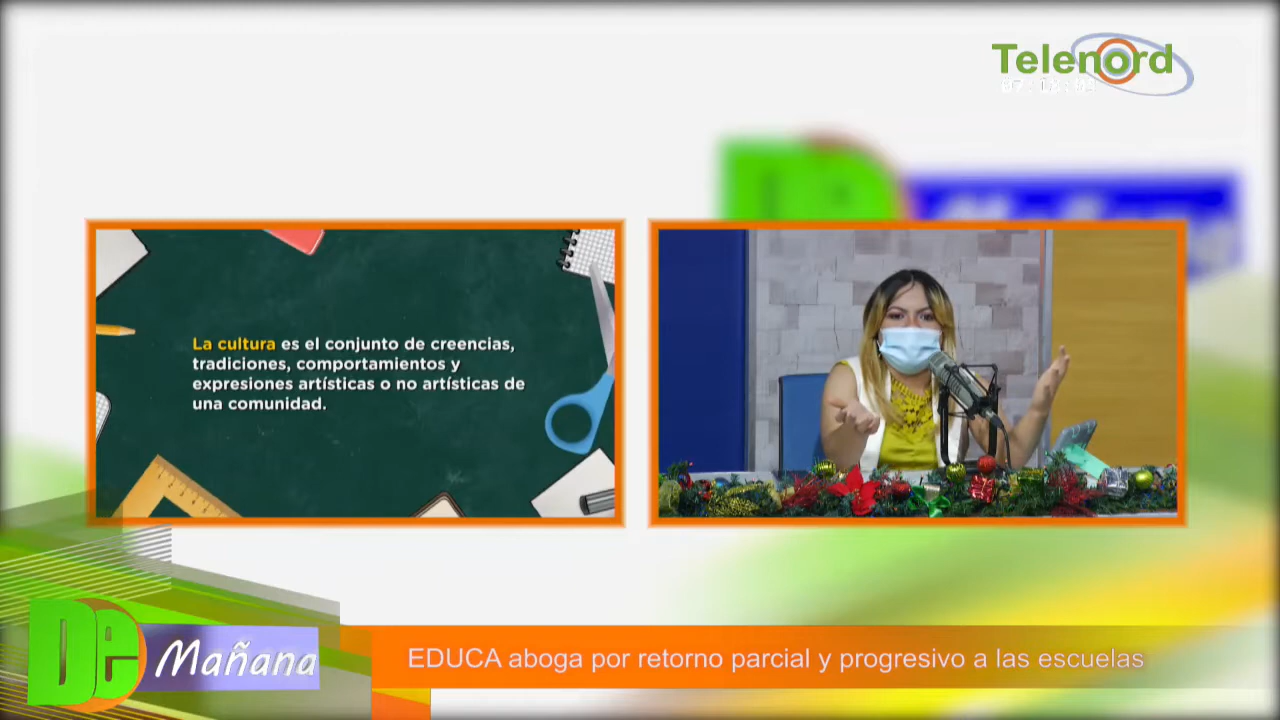 Telenord
La cultura es el conjunto de creencias,
tradiciones, comportamientos y
expresiones artísticas o no artísticas de
una comunidad.
De
Mañana
EDUCA aboga por retorno parcial y progresivo a las escuelas